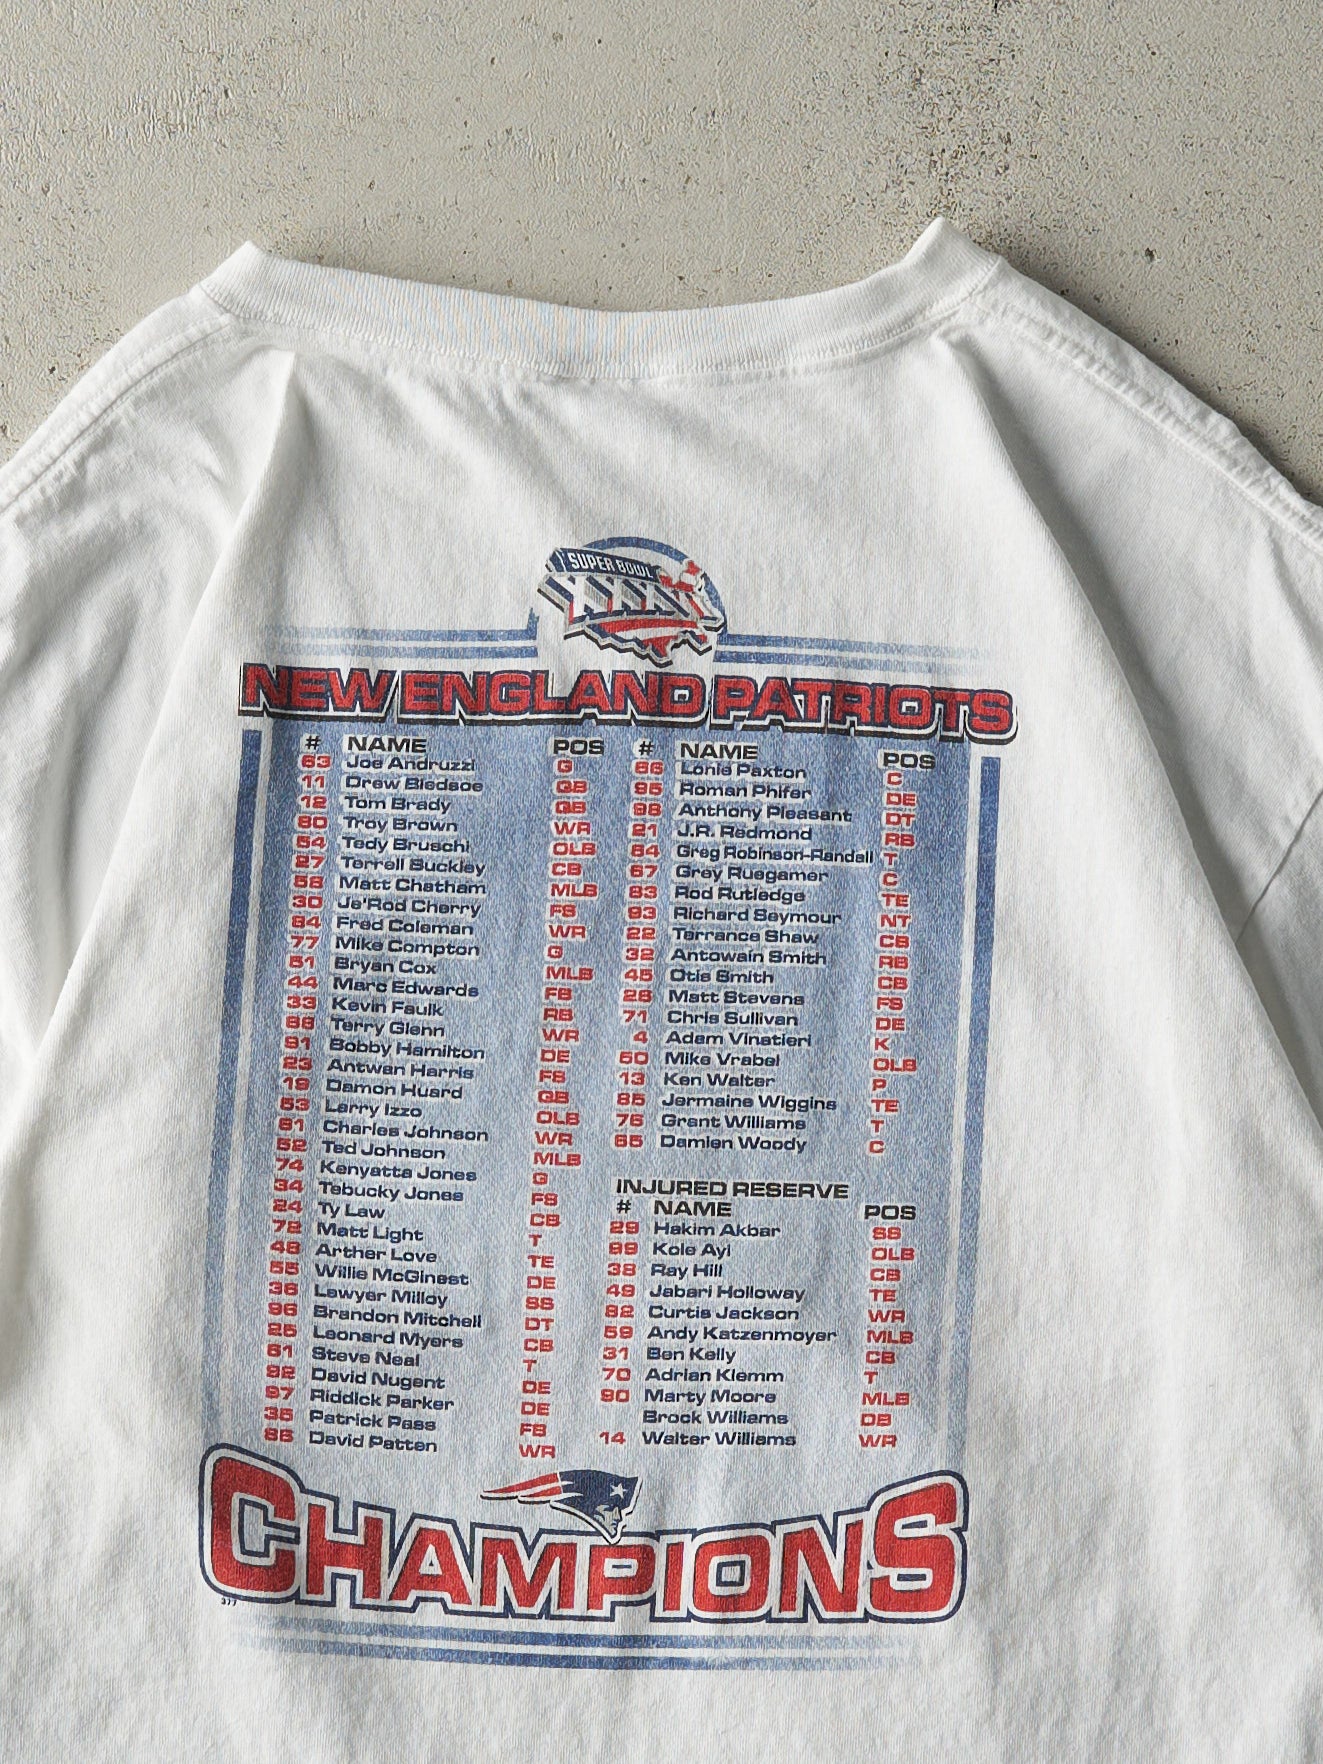 SUPER BOWL
XXXVI
NEW ENGLAND PATRIOTS
# NAME POS
63 Joe Andruzzi G
11 Drew Bledsoe QB
12 Tom Brady QB
80 Troy Brown WR
54 Tedy Bruschi OLB
27 Terrell Buckley CB
58 Matt Chatham MLB
30 Je'Rod Cherry FS
84 Fred Coleman WR
77 Mike Compton G
51 Bryan Cox MLB
44 Marc Edwards FB
33 Kevin Faulk RB
88 Terry Glenn WR
91 Bobby Hamilton DE
23 Antwan Harris FS
19 Damon Huard QB
53 Larry Izzo OLB
81 Charles Johnson WR
52 Ted Johnson MLB
74 Kenyatta Jones G
34 Tebucky Jones FS
24 Ty Law CB
72 Matt Light T
48 Arther Love TE
55 Willie McGinest DE
36 Lawyer Milloy SS
96 Brandon Mitchell DT
25 Leonard Myers CB
61 Steve Neal T
92 David Nugent DE
97 Riddick Parker DE
35 Patrick Pass FB
86 David Patten WR
# NAME POS
66 Lonie Paxton C
95 Roman Phifer DE
98 Anthony Pleasant DT
21 J.R. Redmond RB
64 Greg Robinson-Randall T
67 Grey Ruegamer C
83 Rod Rutledge TE
93 Richard Seymour NT
22 Terrance Shaw CB
32 Antowain Smith RB
45 Otis Smith CB
26 Matt Stevens FS
71 Chris Sullivan DE
4 Adam Vinatieri K
50 Mike Vrabel OLB
13 Ken Walter P
85 Jermaine Wiggins TE
76 Grant Williams T
65 Damien Woody C
INJURED RESERVE
# NAME POS
29 Hakim Akbar SS
99 Kole Ayi OLB
38 Ray Hill CB
49 Jabari Holloway TE
82 Curtis Jackson WR
59 Andy Katzenmoyer MLB
31 Ben Kelly CB
70 Adrian Klemm T
90 Marty Moore MLB
Brock Williams DB
14 Walter Williams WR
CHAMPIONS
377